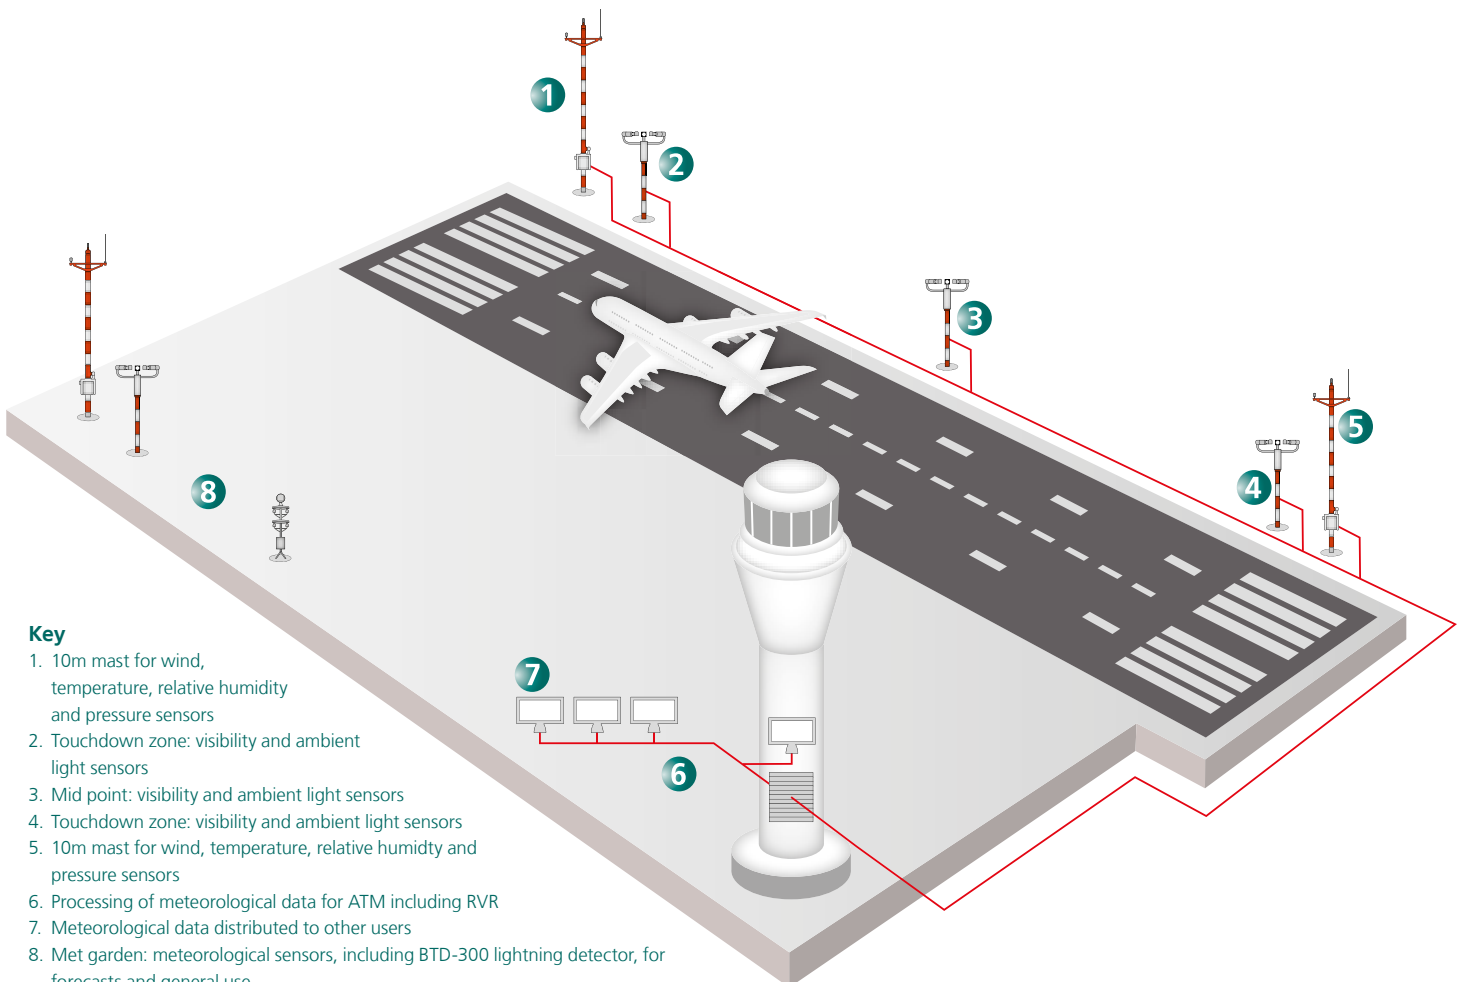 1
2
3
5
4
8
7
6
Key
1. 10m mast for wind,
temperature, relative humidity
and pressure sensors
2. Touchdown zone: visibility and ambient
light sensors
3. Mid point: visibility and ambient light sensors
4. Touchdown zone: visibility and ambient light sensors
5. 10m mast for wind, temperature, relative humidty and
pressure sensors
6. Processing of meteorological data for ATM including RVR
7. Meteorological data distributed to other users
8. Met garden: meteorological sensors, including BTD-300 lightning detector, for
forecasts and general use